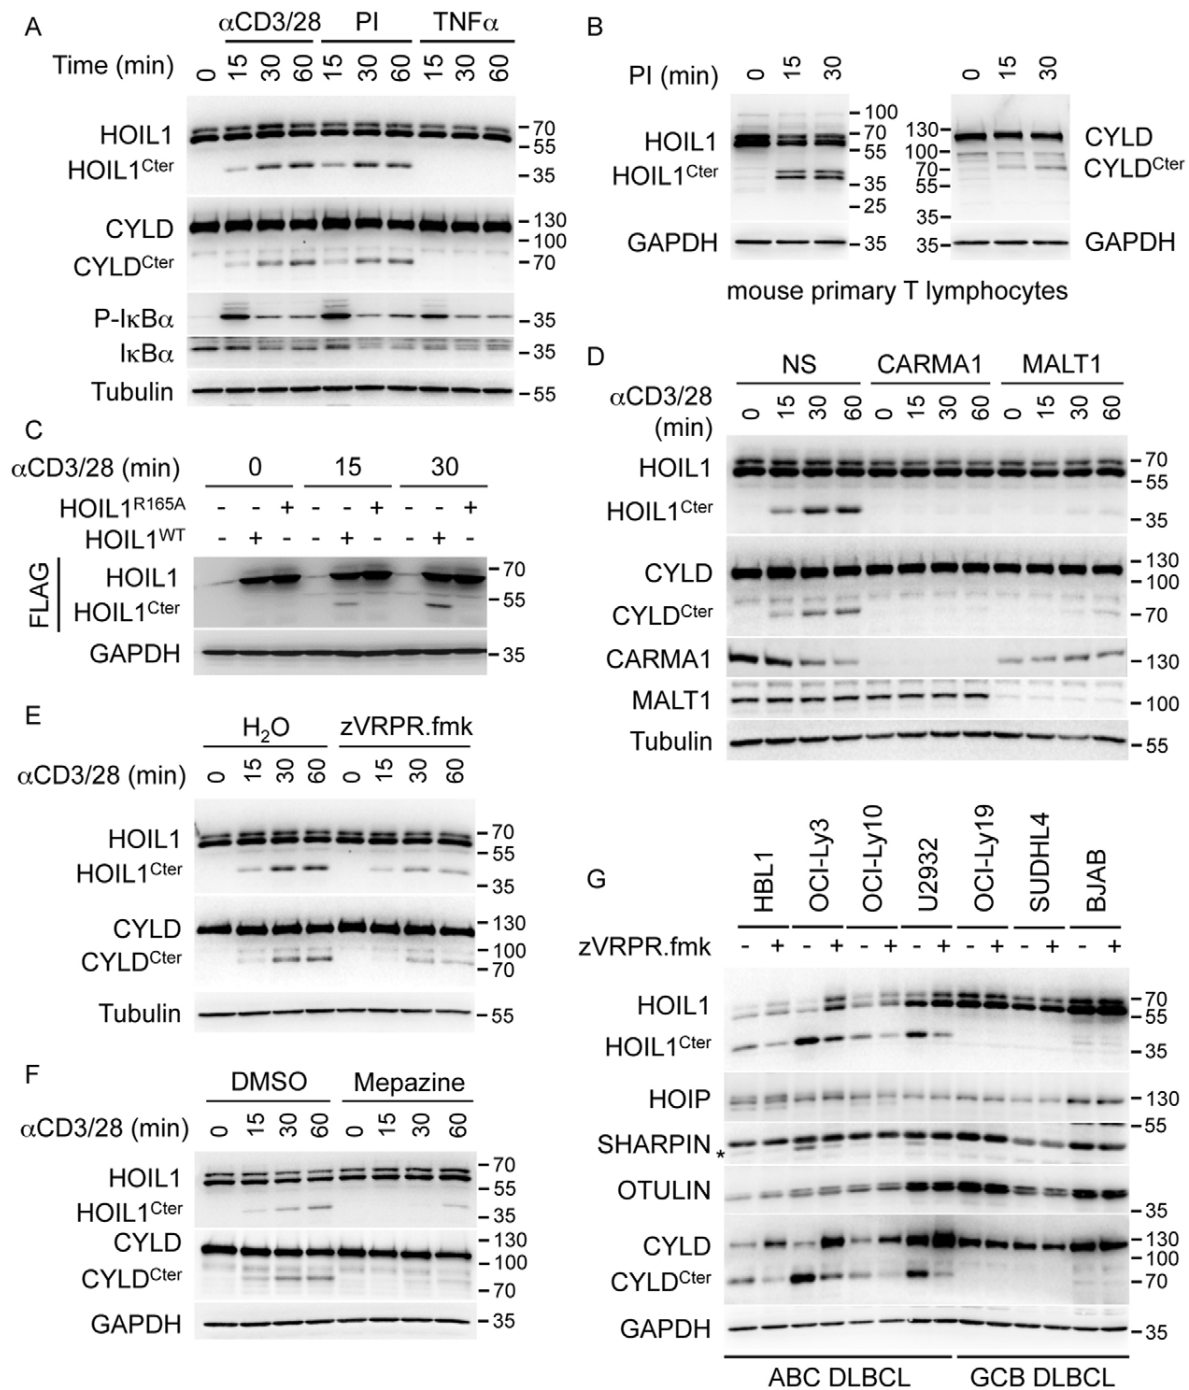 A
αCD3/28 PI TNFα
Time (min) 0 15 30 60 15 30 60 15 30 60
HOIL1
HOIL1Cter
70
55
35
CYLD
CYLDCter
130
100
70
P-IκBα
35
IκBα
35
Tubulin
55
B
PI (min) 0 15 30 0 15 30
HOIL1
HOIL1Cter
100
70
55
35
25
130
100
70
55
35
CYLD
CYLDCter
GAPDH 35 35 GAPDH
mouse primary T lymphocytes
C
αCD3/28 (min) 0 15 30
HOIL1R165A - - + - - + - - +
HOIL1WT - + - - + - - + -
FLAG
HOIL1
HOIL1Cter
70
55
GAPDH
35
D
NS CARMA1 MALT1
αCD3/28
(min)
0 15 30 60 0 15 30 60 0 15 30 60
HOIL1
HOIL1Cter
70
55
35
CYLD
CYLDCter
130
100
70
CARMA1
130
MALT1
100
Tubulin
55
E
H2O zVRPR.fmk
αCD3/28 (min) 0 15 30 60 0 15 30 60
HOIL1
HOIL1Cter
70
55
35
CYLD
CYLDCter
130
100
70
Tubulin
55
F
DMSO Mepazine
αCD3/28 (min) 0 15 30 60 0 15 30 60
HOIL1
HOIL1Cter
70
55
35
CYLD
CYLDCter
130
100
70
GAPDH
35
G
HBL1 OCI-Ly3 OCI-Ly10 U2932 OCI-Ly19 SUDHL4 BJAB
zVRPR.fmk - + - + - + - + - + - + - +
HOIL1
HOIL1Cter
70
55
35
HOIP
130
SHARPIN
*
55
OTULIN
35
CYLD
CYLDCter
130
100
70
GAPDH
35
ABC DLBCL GCB DLBCL